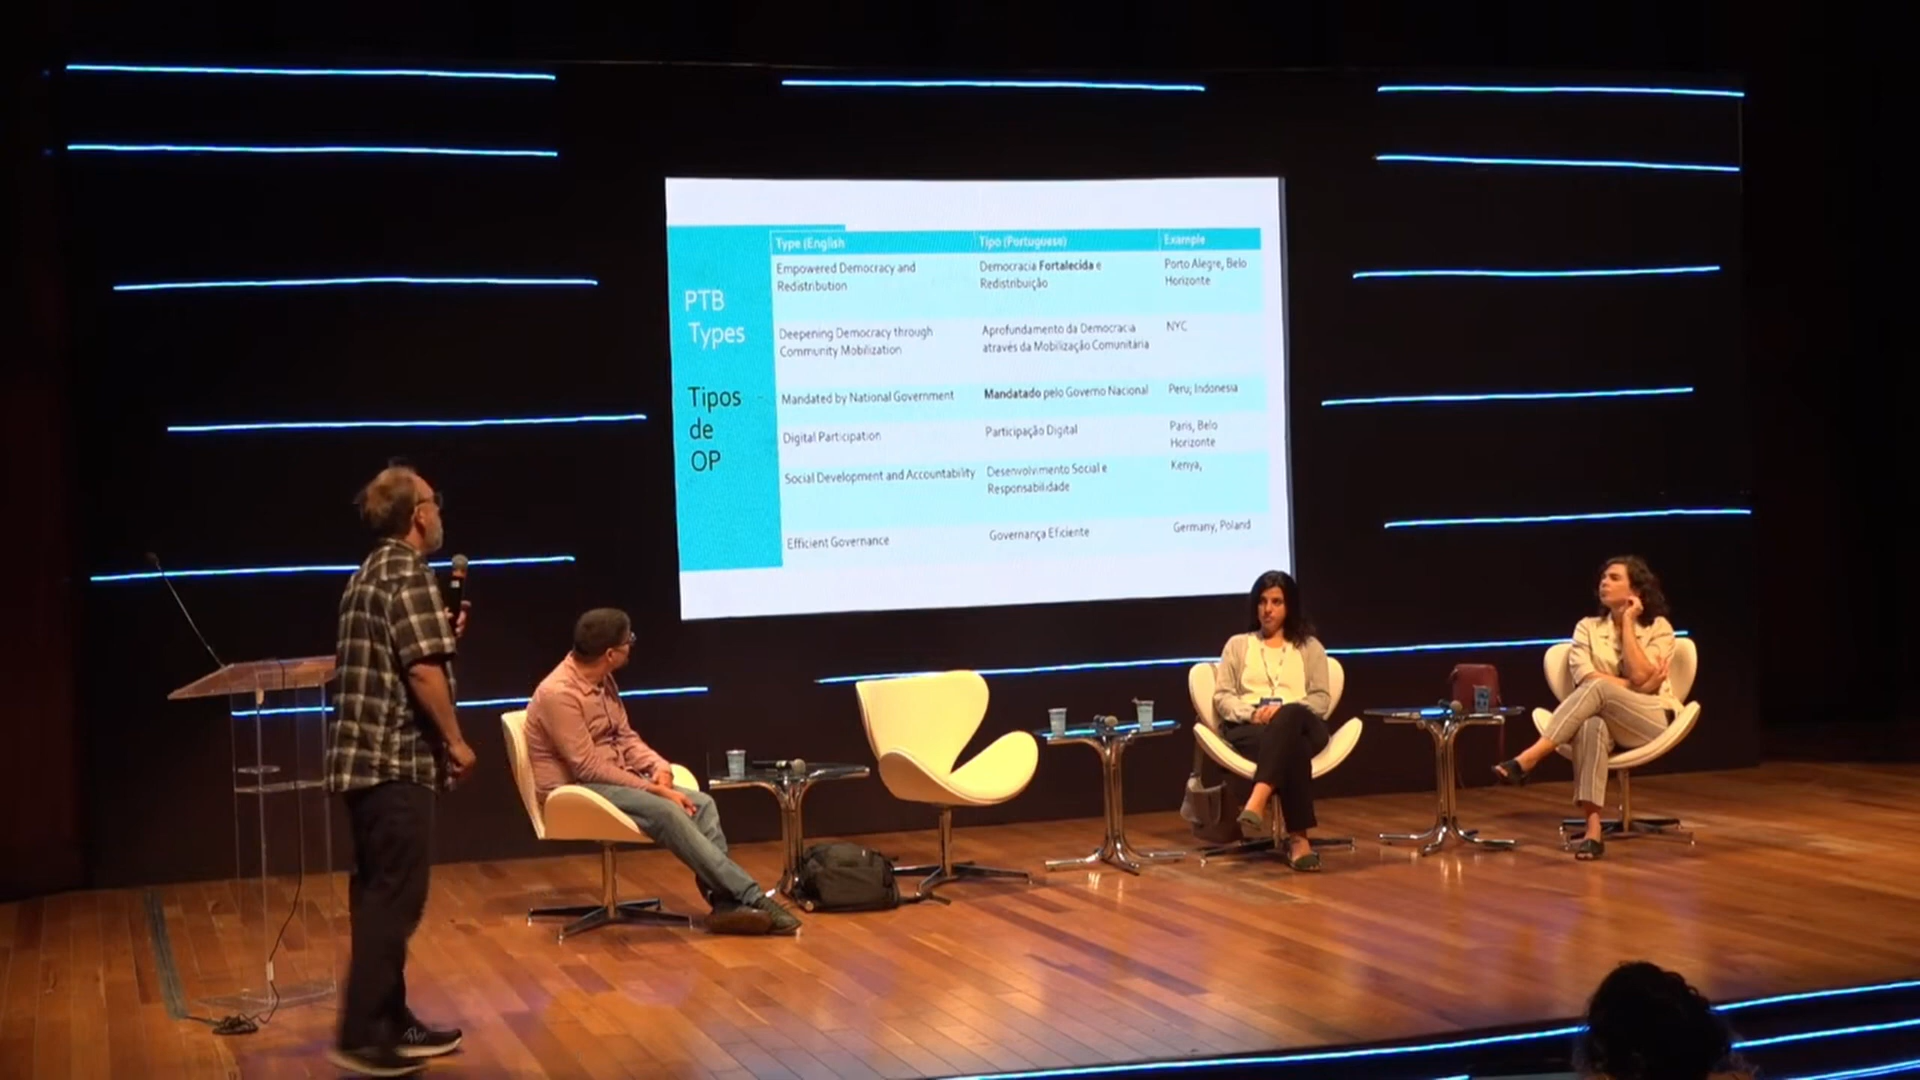 PTB
Types
Tipos
de
OP
Type (English
Tipo (Portuguese)
Example
Empowered Democracy and
Redistribution
Democracia Fortalecida e
Redistribuição
Porto Alegre, Belo
Horizonte
Deepening Democracy through
Community Mobilization
Aprofundamento da Democracia
através da Mobilização Comunitária
NYC
Mandated by National Government
Mandatado pelo Governo Nacional
Peru, Indonesia
Digital Participation
Participação Digital
Paris, Belo
Horizonte
Social Development and Accountability
Desenvolvimento Social e
Responsabilidade
Kenya,
Efficient Governance
Governança Eficiente
Germany, Poland